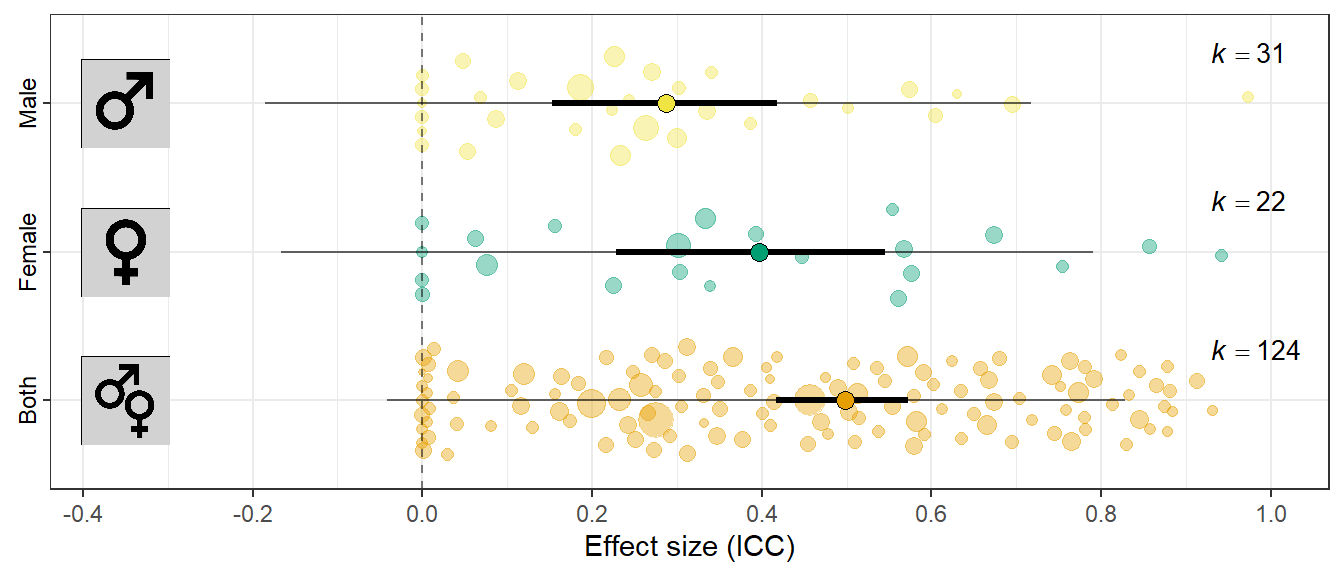 Male
k = 31
Female
k = 22
Both
k = 124
-0.4 -0.2 0.0 0.2 0.4 0.6 0.8 1.0
Effect size (ICC)